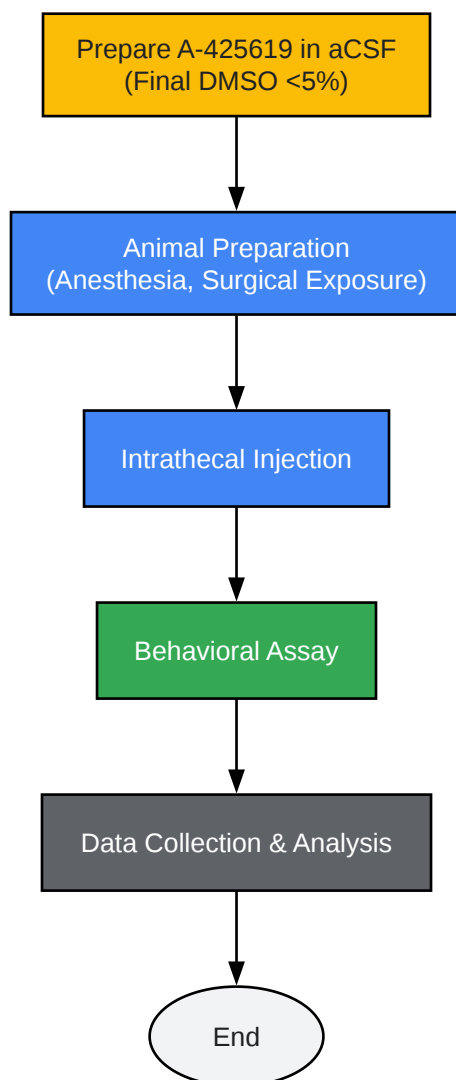 Prepare A-425619 in aCSF
(Final DMSO <5%)
Animal Preparation
(Anesthesia, Surgical Exposure)
Intrathecal Injection
Behavioral Assay
Data Collection & Analysis
End